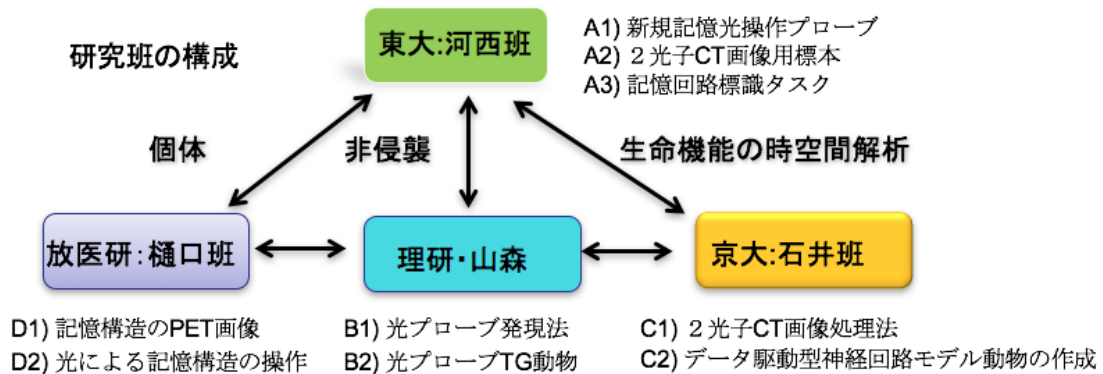 研究班の構成
東大:河西班
A1) 新規記憶光操作プローブ
A2) ２光子CT画像用標本
A3) 記憶回路標識タスク
個体
非侵襲
生命機能の時空間解析
放医研:樋口班
理研・山森
京大:石井班
D1) 記憶構造のPET画像
D2) 光による記憶構造の操作
B1) 光プローブ発現法
B2) 光プローブTG動物
C1) ２光子CT画像処理法
C2) データ駆動型神経回路モデル動物の作成